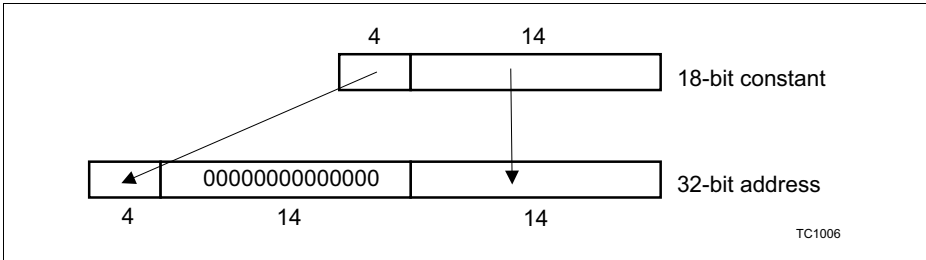 4 14
18-bit constant
00000000000000
32-bit address
4 14 14
TC1006